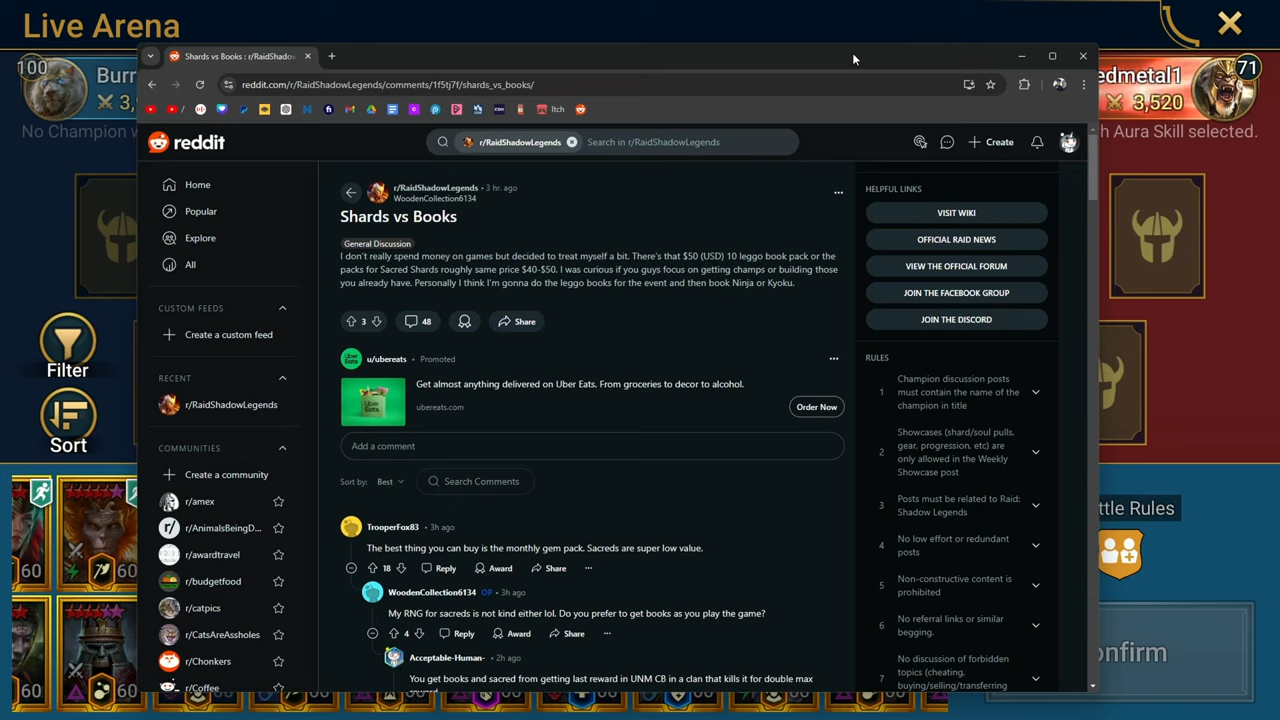 Live Arena
100
Burr
3,9
No Champion w
edmetal1
71
3,520
h Aura Skill selected.
Shards vs Books : r/RaidShadow
reddit.com/r/RaidShadowLegends/comments/1f5tj7f/shards_vs_books/
Itch
reddit
r/RaidShadowLegends
Search in r/RaidShadowLegends
Create
Home
Popular
Explore
All
CUSTOM FEEDS
Create a custom feed
RECENT
r/RaidShadowLegends
COMMUNITIES
Create a community
r/amex
r/AnimalsBeingD...
r/awardtravel
r/budgetfood
r/catpics
r/CatsAreAssholes
r/Chonkers
r/Coffee
r/RaidShadowLegends • 3 hr. ago
WoodenCollection6134
Shards vs Books
General Discussion
I don't really spend money on games but decided to treat myself a bit. There's that $50 (USD) 10 leggo book pack or the
packs for Sacred Shards roughly same price $40-$50. I was curious if you guys focus on getting champs or building those
you already have. Personally I think I'm gonna do the leggo books for the event and then book Ninja or Kyoku.
3
48
Share
u/ubereats • Promoted
Get almost anything delivered on Uber Eats. From groceries to decor to alcohol.
ubereats.com
Order Now
Add a comment
Sort by: Best
Search Comments
TrooperFox83 • 3h ago
The best thing you can buy is the monthly gem pack. Sacreds are super low value.
18
Reply
Award
Share
WoodenCollection6134 OP • 3h ago
My RNG for sacreds is not kind either lol. Do you prefer to get books as you play the game?
4
Reply
Award
Share
Acceptable-Human- • 2h ago
You get books and sacred from getting last reward in UNM CB in a clan that kills it for double max
HELPFUL LINKS
VISIT WIKI
OFFICIAL RAID NEWS
VIEW THE OFFICIAL FORUM
JOIN THE FACEBOOK GROUP
JOIN THE DISCORD
RULES
1
Champion discussion posts
must contain the name of the
champion in title
2
Showcases (shard/soul pulls,
gear, progression, etc) are
only allowed in the Weekly
Showcase post
3
Posts must be related to Raid:
Shadow Legends
4
No low effort or redundant
posts
5
Non-constructive content is
prohibited
6
No referral links or similar
begging.
7
No discussion of forbidden
topics (cheating,
buying/selling/transferring
Filter
Sort
ttle Rules
onfirm
60
60
60
60